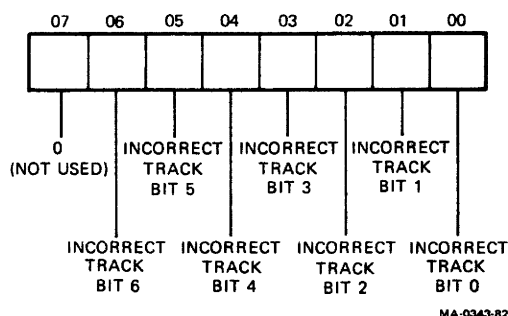 07 06 05 04 03 02 01 00
0 INCORRECT INCORRECT INCORRECT
(NOT USED) TRACK TRACK TRACK
BIT 5 BIT 3 BIT 1
INCORRECT INCORRECT INCORRECT INCORRECT
TRACK TRACK TRACK TRACK
BIT 6 BIT 4 BIT 2 BIT 0
MA-0343-82